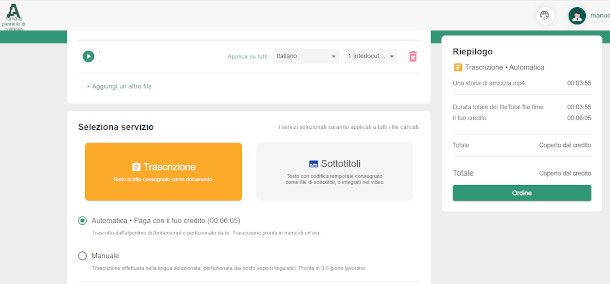 Torna al
pannello di
controllo
manue
Applica su tutti
Italiano
1 Interlocut...
+ Aggiungi un altro file
Seleziona servizio
I servizi selezionati saranno applicati a tutti i file caricati.
Trascrizione
Testo scritto consegnato come documento.
Sottotitoli
Testo con codifica temporale consegnato
come file di sottotitoli, o integrati nel video
Automatica • Paga con il tuo credito (00:06:05)
Trascritto dall'algoritmo di Amberscript e perfezionato da te. Trascrizione pronta in meno di un'ora
Manuale
Trascrizione effettuata nella lingua selezionata, perfezionata dai nostri esperti linguistici. Pronta in 3-5 giorni lavorativi
Riepilogo
Trascrizione • Automatica
Una storia di amicizia.mp4
00:03:55
Durata totale dei fileTotal file time
00:03:55
Il tuo credito
00:06:05
Totale
Coperto dal credito
Totale
Coperto dal credito
Ordine